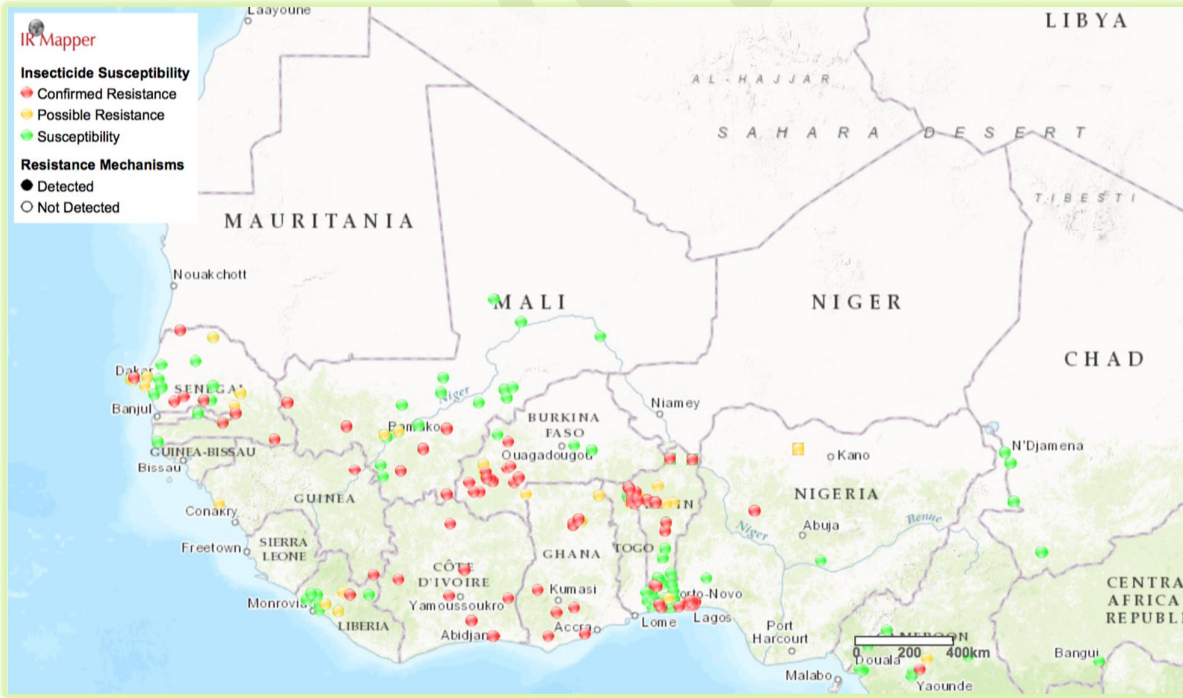 Laayoune
LIBYA
IR Mapper
Insecticide Susceptibility
Confirmed Resistance
Possible Resistance
Susceptibility
Resistance Mechanisms
Detected
Not Detected
AL-HAJJAR
SAHARA DESERT
TIBESTI
MAURITANIA
Nouakchott
MALI
NIGER
CHAD
Dakar
SENEGAL
Banjul
Niger
Niamey
BURKINA
FASO
Bamako
Ouagadougou
N'Djamena
Kano
GUINEA-BISSAU
Bissau
GUINEA
NIGERIA
Conakry
Abuja
Niger
Benue
Freetown
SIERRA
LEONE
GHANA
TOGO
CÔTE
D'IVOIRE
Yamoussoukro
Kumasi
Porto-Novo
Monrovia
LIBERIA
Abidjan
Accra
Lome
Lagos
Port
Harcourt
CENTRA
AFRICA
REPUBLI
CAMEROON
0 200 400km
Douala
Bangui
Malabo
Yaounde